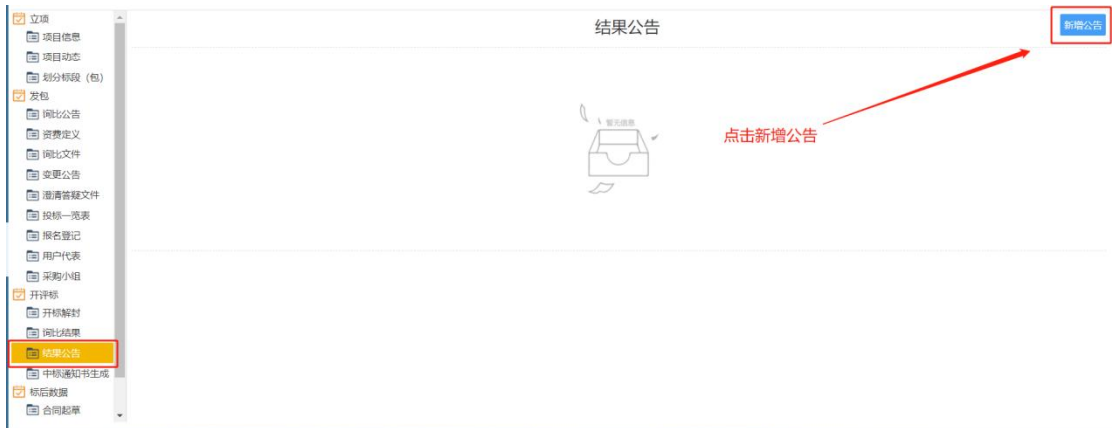 立项
项目信息
项目动态
划分标段（包）
发包
询比公告
资费定义
询比文件
变更公告
澄清答疑文件
投标一览表
报名登记
用户代表
采购小组
开评标
开标解封
询比结果
结果公告
中标通知书生成
标后数据
合同起草
结果公告
新增公告
暂无信息
点击新增公告